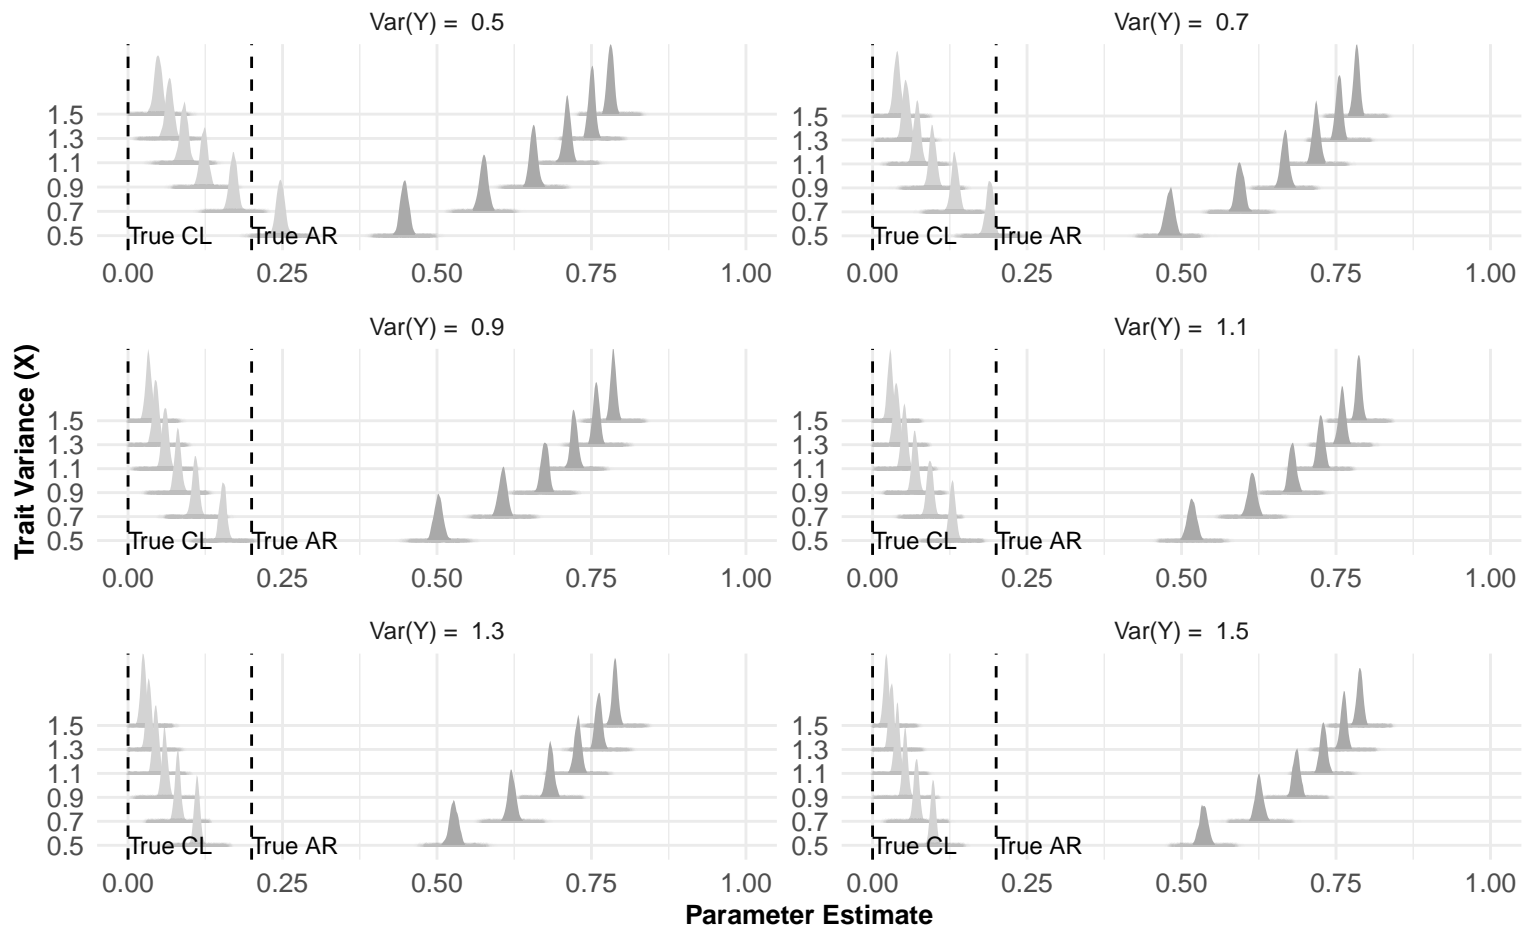 Var(Y) = 0.5
1.5
1.3
1.1
0.9
0.7
0.5
True CL True AR
0.00 0.25 0.50 0.75 1.00
Var(Y) = 0.7
1.5
1.3
1.1
0.9
0.7
0.5
True CL True AR
0.00 0.25 0.50 0.75 1.00
Trait Variance (X)
Var(Y) = 0.9
1.5
1.3
1.1
0.9
0.7
0.5
True CL True AR
0.00 0.25 0.50 0.75 1.00
Var(Y) = 1.1
1.5
1.3
1.1
0.9
0.7
0.5
True CL True AR
0.00 0.25 0.50 0.75 1.00
Var(Y) = 1.3
1.5
1.3
1.1
0.9
0.7
0.5
True CL True AR
0.00 0.25 0.50 0.75 1.00
Var(Y) = 1.5
1.5
1.3
1.1
0.9
0.7
0.5
True CL True AR
0.00 0.25 0.50 0.75 1.00
Parameter Estimate